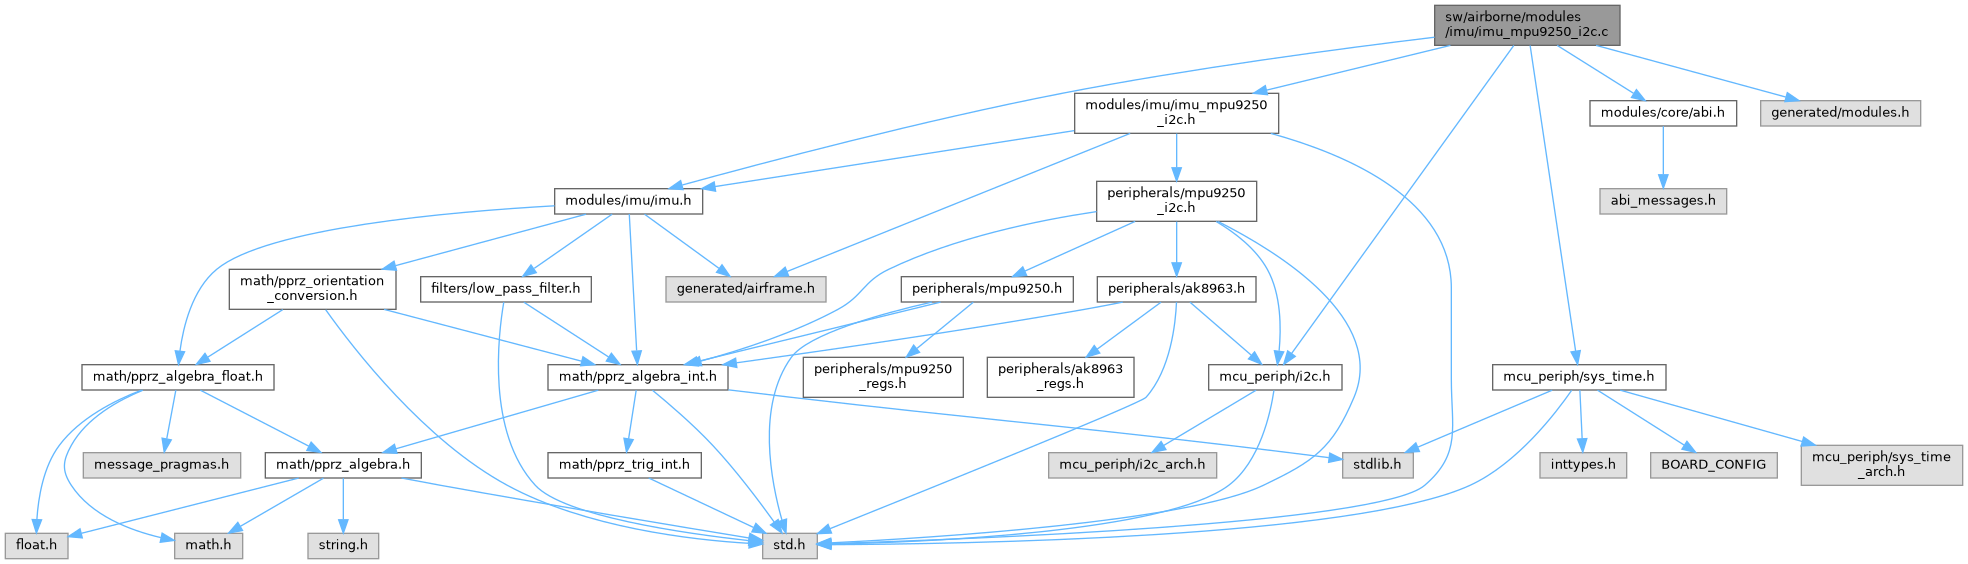 sw/airborne/modules
/imu/imu_mpu9250_i2c.c
modules/imu/imu_mpu9250
_i2c.h
modules/core/abi.h
generated/modules.h
peripherals/mpu9250
_i2c.h
modules/imu/imu.h
abi_messages.h
math/pprz_orientation
_conversion.h
filters/low_pass_filter.h
generated/airframe.h
peripherals/mpu9250.h
peripherals/ak8963.h
math/pprz_algebra_float.h
math/pprz_algebra_int.h
peripherals/mpu9250
_regs.h
peripherals/ak8963
_regs.h
mcu_periph/i2c.h
mcu_periph/sys_time.h
message_pragmas.h
math/pprz_algebra.h
math/pprz_trig_int.h
mcu_periph/i2c_arch.h
stdlib.h
inttypes.h
BOARD_CONFIG
mcu_periph/sys_time
_arch.h
float.h
math.h
string.h
std.h